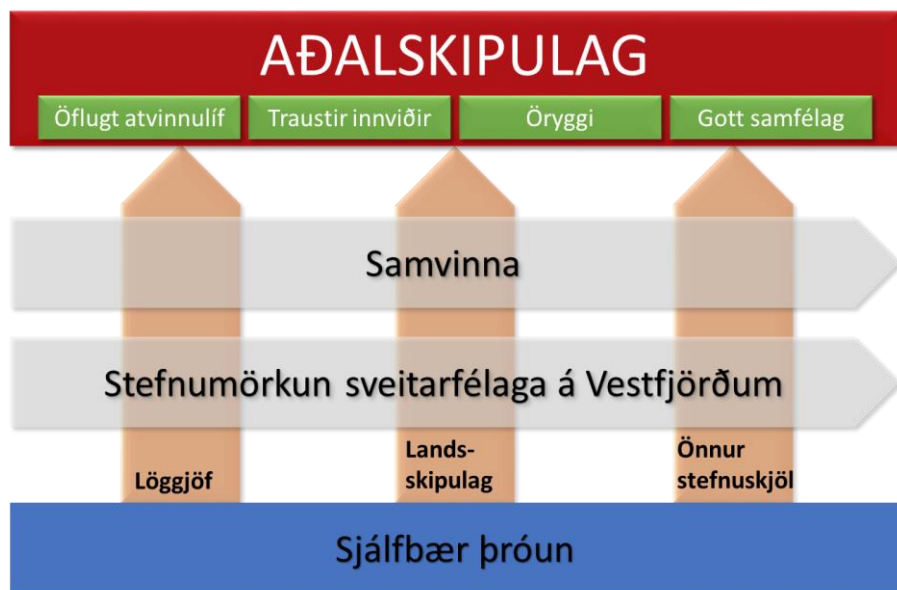 AÐALSKIPULAG
Öflugt atvinnulíf
Traustir innviðir
Öryggi
Gott samfélag
Samvinna
Stefnumörkun sveitarfélaga á Vestfjörðum
Löggjöf
Lands-
skipulag
Önnur
stefnuskjöl
Sjálfbær þróun